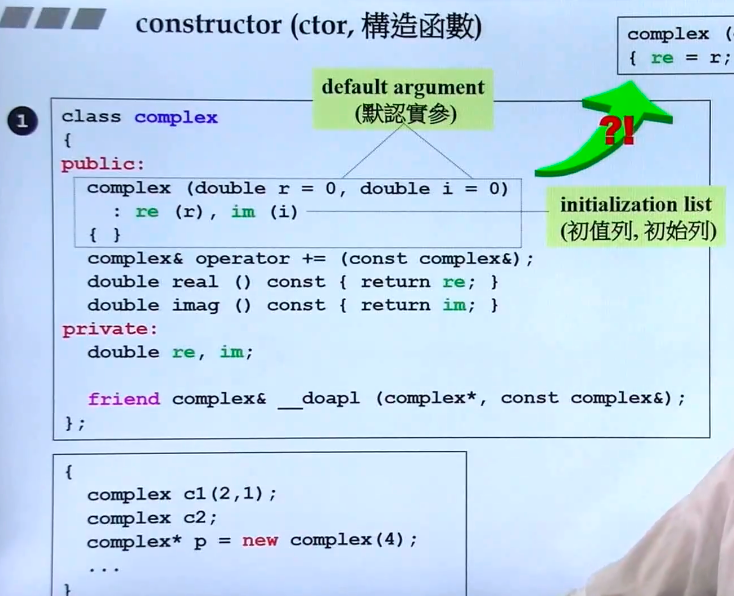 constructor (ctor, 構造函數)
complex (
{ re = r;
default argument
(默認實參)
?!
1
class complex
{
public:
complex (double r = 0, double i = 0)
: re (r), im (i)
{ }
initialization list
(初值列, 初始列)
complex& operator += (const complex&);
double real () const { return re; }
double imag () const { return im; }
private:
double re, im;
friend complex& __doapl (complex*, const complex&);
};
{
complex c1(2,1);
complex c2;
complex* p = new complex(4);
...
}